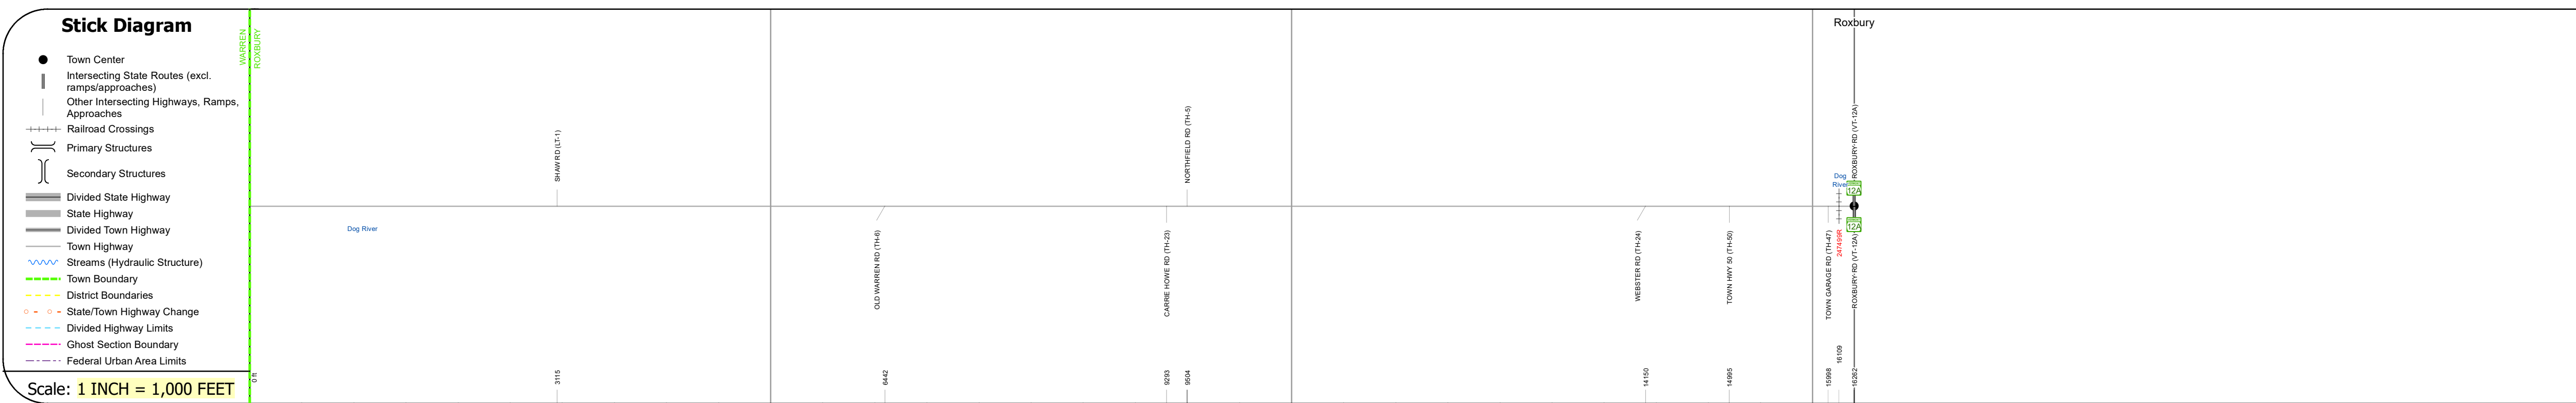 Stick Diagram
Town Center
Intersecting State Routes (excl.
ramps/approaches)
Other Intersecting Highways, Ramps,
Approaches
Railroad Crossings
Primary Structures
Secondary Structures
Divided State Highway
State Highway
Divided Town Highway
Town Highway
Streams (Hydraulic Structure)
Town Boundary
District Boundaries
State/Town Highway Change
Divided Highway Limits
Ghost Section Boundary
Federal Urban Area Limits
Scale: 1 INCH = 1,000 FEET
WARREN
ROXBURY
0 ft
Dog River
SHAW RD (LT-1)
3115
OLD WARREN RD (TH-6)
6442
CARRIE HOWE RD (TH-23)
9293
NORTHFIELD RD (TH-5)
9504
WEBSTER RD (TH-24)
14150
TOWN HWY 50 (TH-50)
14995
TOWN GARAGE RD (TH-47)
15998
Dog
River
247499R
16109
Roxbury
ROXBURY RD (VT-12A)
12A
12A
ROXBURY RD (VT-12A)
16262